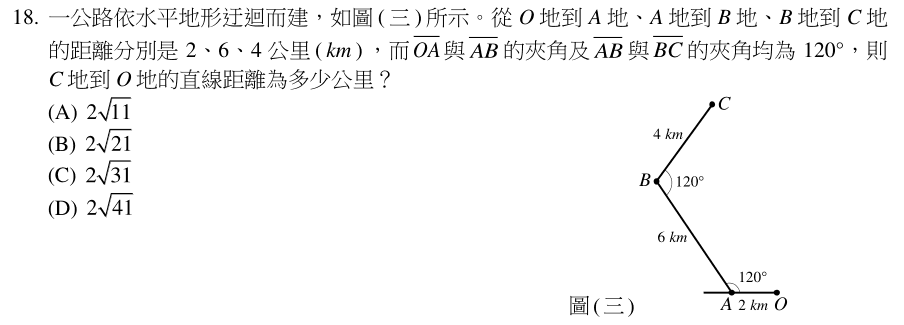 18. 一公路依水平地形迂迴而建，如圖(三)所示。從 O 地到 A 地、A 地到 B 地、B 地到 C 地
的距離分別是 2、6、4 公里(km)，而 \overline{OA} 與 \overline{AB} 的夾角及 \overline{AB} 與 \overline{BC} 的夾角均為 120°，則
C 地到 O 地的直線距離為多少公里？
(A) 2√11
(B) 2√21
(C) 2√31
(D) 2√41
C
4 km
B
120°
6 km
120°
A 2 km O
圖(三)